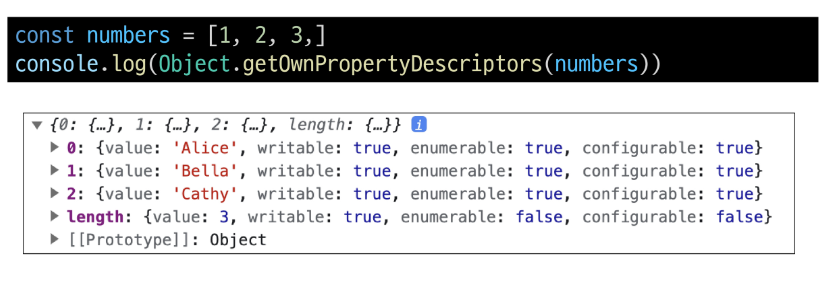 const numbers = [1, 2, 3,]
console.log(Object.getOwnPropertyDescriptors(numbers))
▼ {0: {…}, 1: {…}, 2: {…}, length: {…}} i
▶ 0: {value: 'Alice', writable: true, enumerable: true, configurable: true}
▶ 1: {value: 'Bella', writable: true, enumerable: true, configurable: true}
▶ 2: {value: 'Cathy', writable: true, enumerable: true, configurable: true}
▶ length: {value: 3, writable: true, enumerable: false, configurable: false}
▶ [[Prototype]]: Object